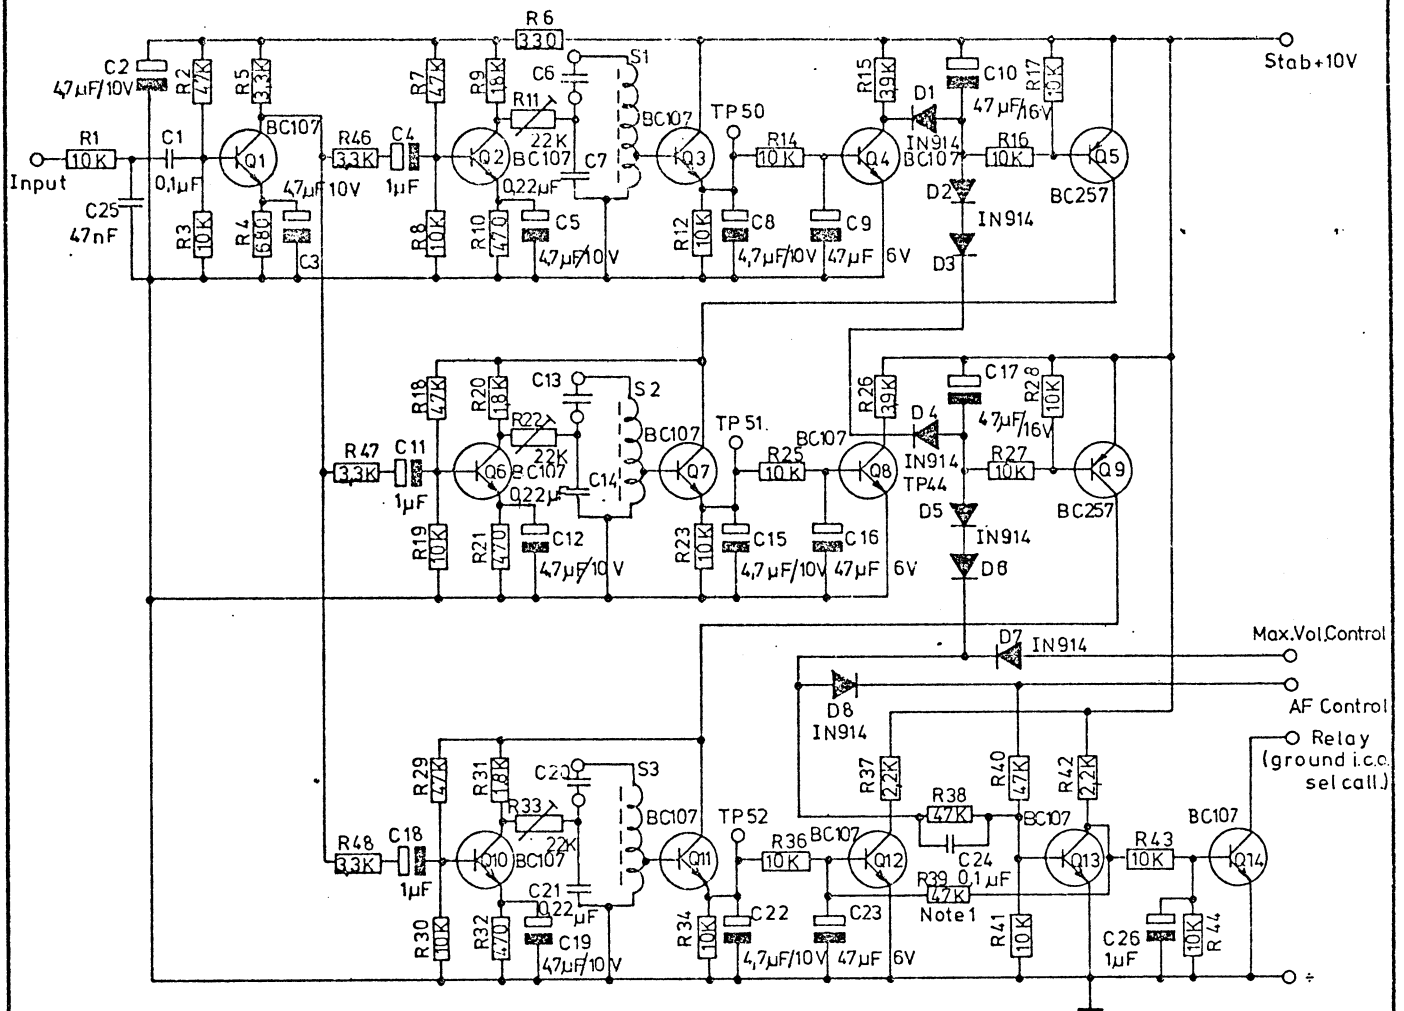 R6
330
C2
4,7µF/10V
R2
47K
R5
3,3K
R7
47K
R9
1,8K
C6
S1
R11
22K
BC107
TP50
R15
39K
D1
IN914
C10
47µF/16V
R17
10K
Stab+10V
R1
10K
Input
C1
0,1µF
Q1
BC107
R46
3,3K
C4
1µF
Q2
BC107
0,22µF
C7
Q3
R14
10K
Q4
BC107
R16
10K
Q5
BC257
C25
47nF
R3
10K
R4
680
4,7µF 10V
C3
R8
10K
R10
470
C5
4,7µF/10V
R12
10K
C8
4,7µF/10V
C9
47µF 6V
D2
IN914
D3
R18
47K
R20
1,8K
C13
S2
R22
22K
BC107
TP51.
R26
39K
D4
IN914
C17
47µF/16V
R28
10K
R47
3,3K
C11
1µF
Q6
BC107
0,22µF
C14
Q7
R25
10K
BC107
Q8
TP44
R27
10K
Q9
BC257
R19
10K
R21
470
C12
4,7µF/10V
R23
10K
C15
4,7µF/10V
C16
47µF 6V
D5
IN914
D6
D7 IN914
Max.Vol.Control
D8
IN914
AF Control
Relay
(ground i.c.o.
sel call.)
R29
47K
R31
1,8K
C20
S3
R33
22K
BC107
TP52
R37
2,2K
R40
47K
R42
2,2K
R48
3,3K
C18
1µF
Q10
BC107
C21
0,22
µF
Q11
R36
10K
BC107
Q12
R38
47K
C24
0,1µF
R39
47K
Note 1
BC107
Q13
R43
10K
BC107
Q14
R30
10K
R32
470
C19
47µF/10V
R34
10K
C22
4,7µF/10V
C23
47µF 6V
R41
10K
C26
1µF
R44
10K
÷